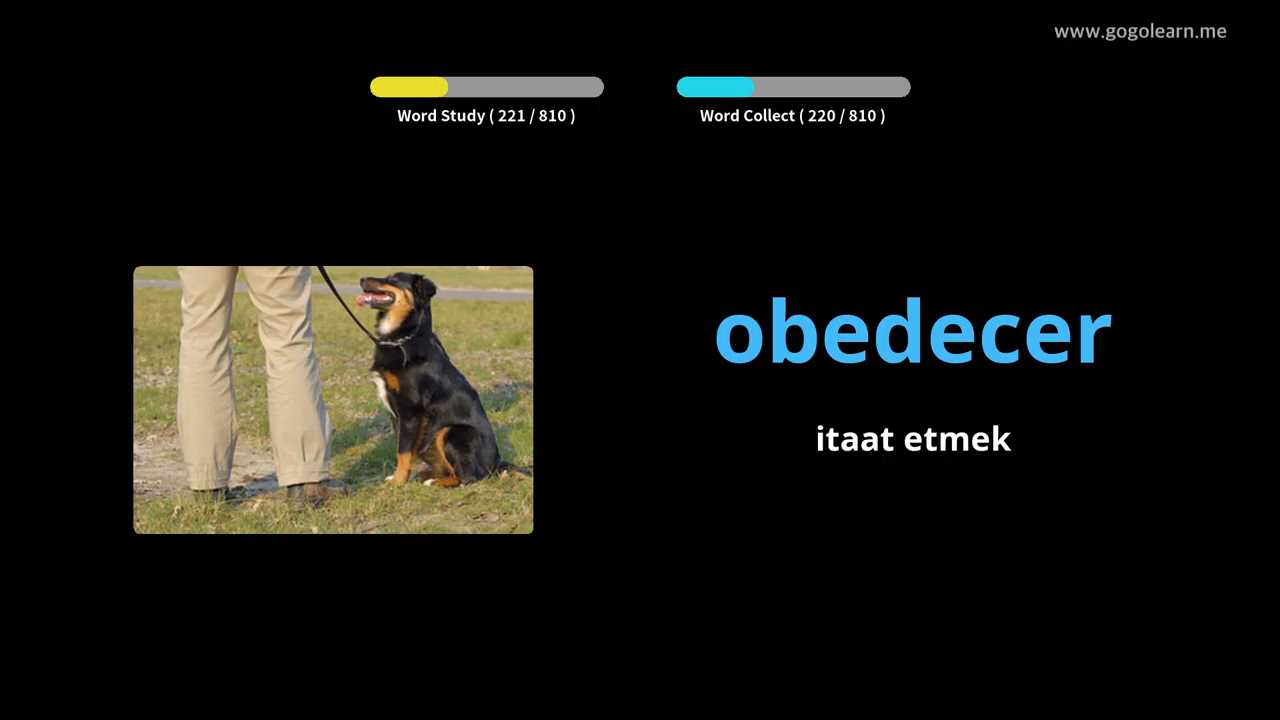 www.gogolearn.me
Word Study ( 221 / 810 )
Word Collect ( 220 / 810 )
obedecer
itaat etmek